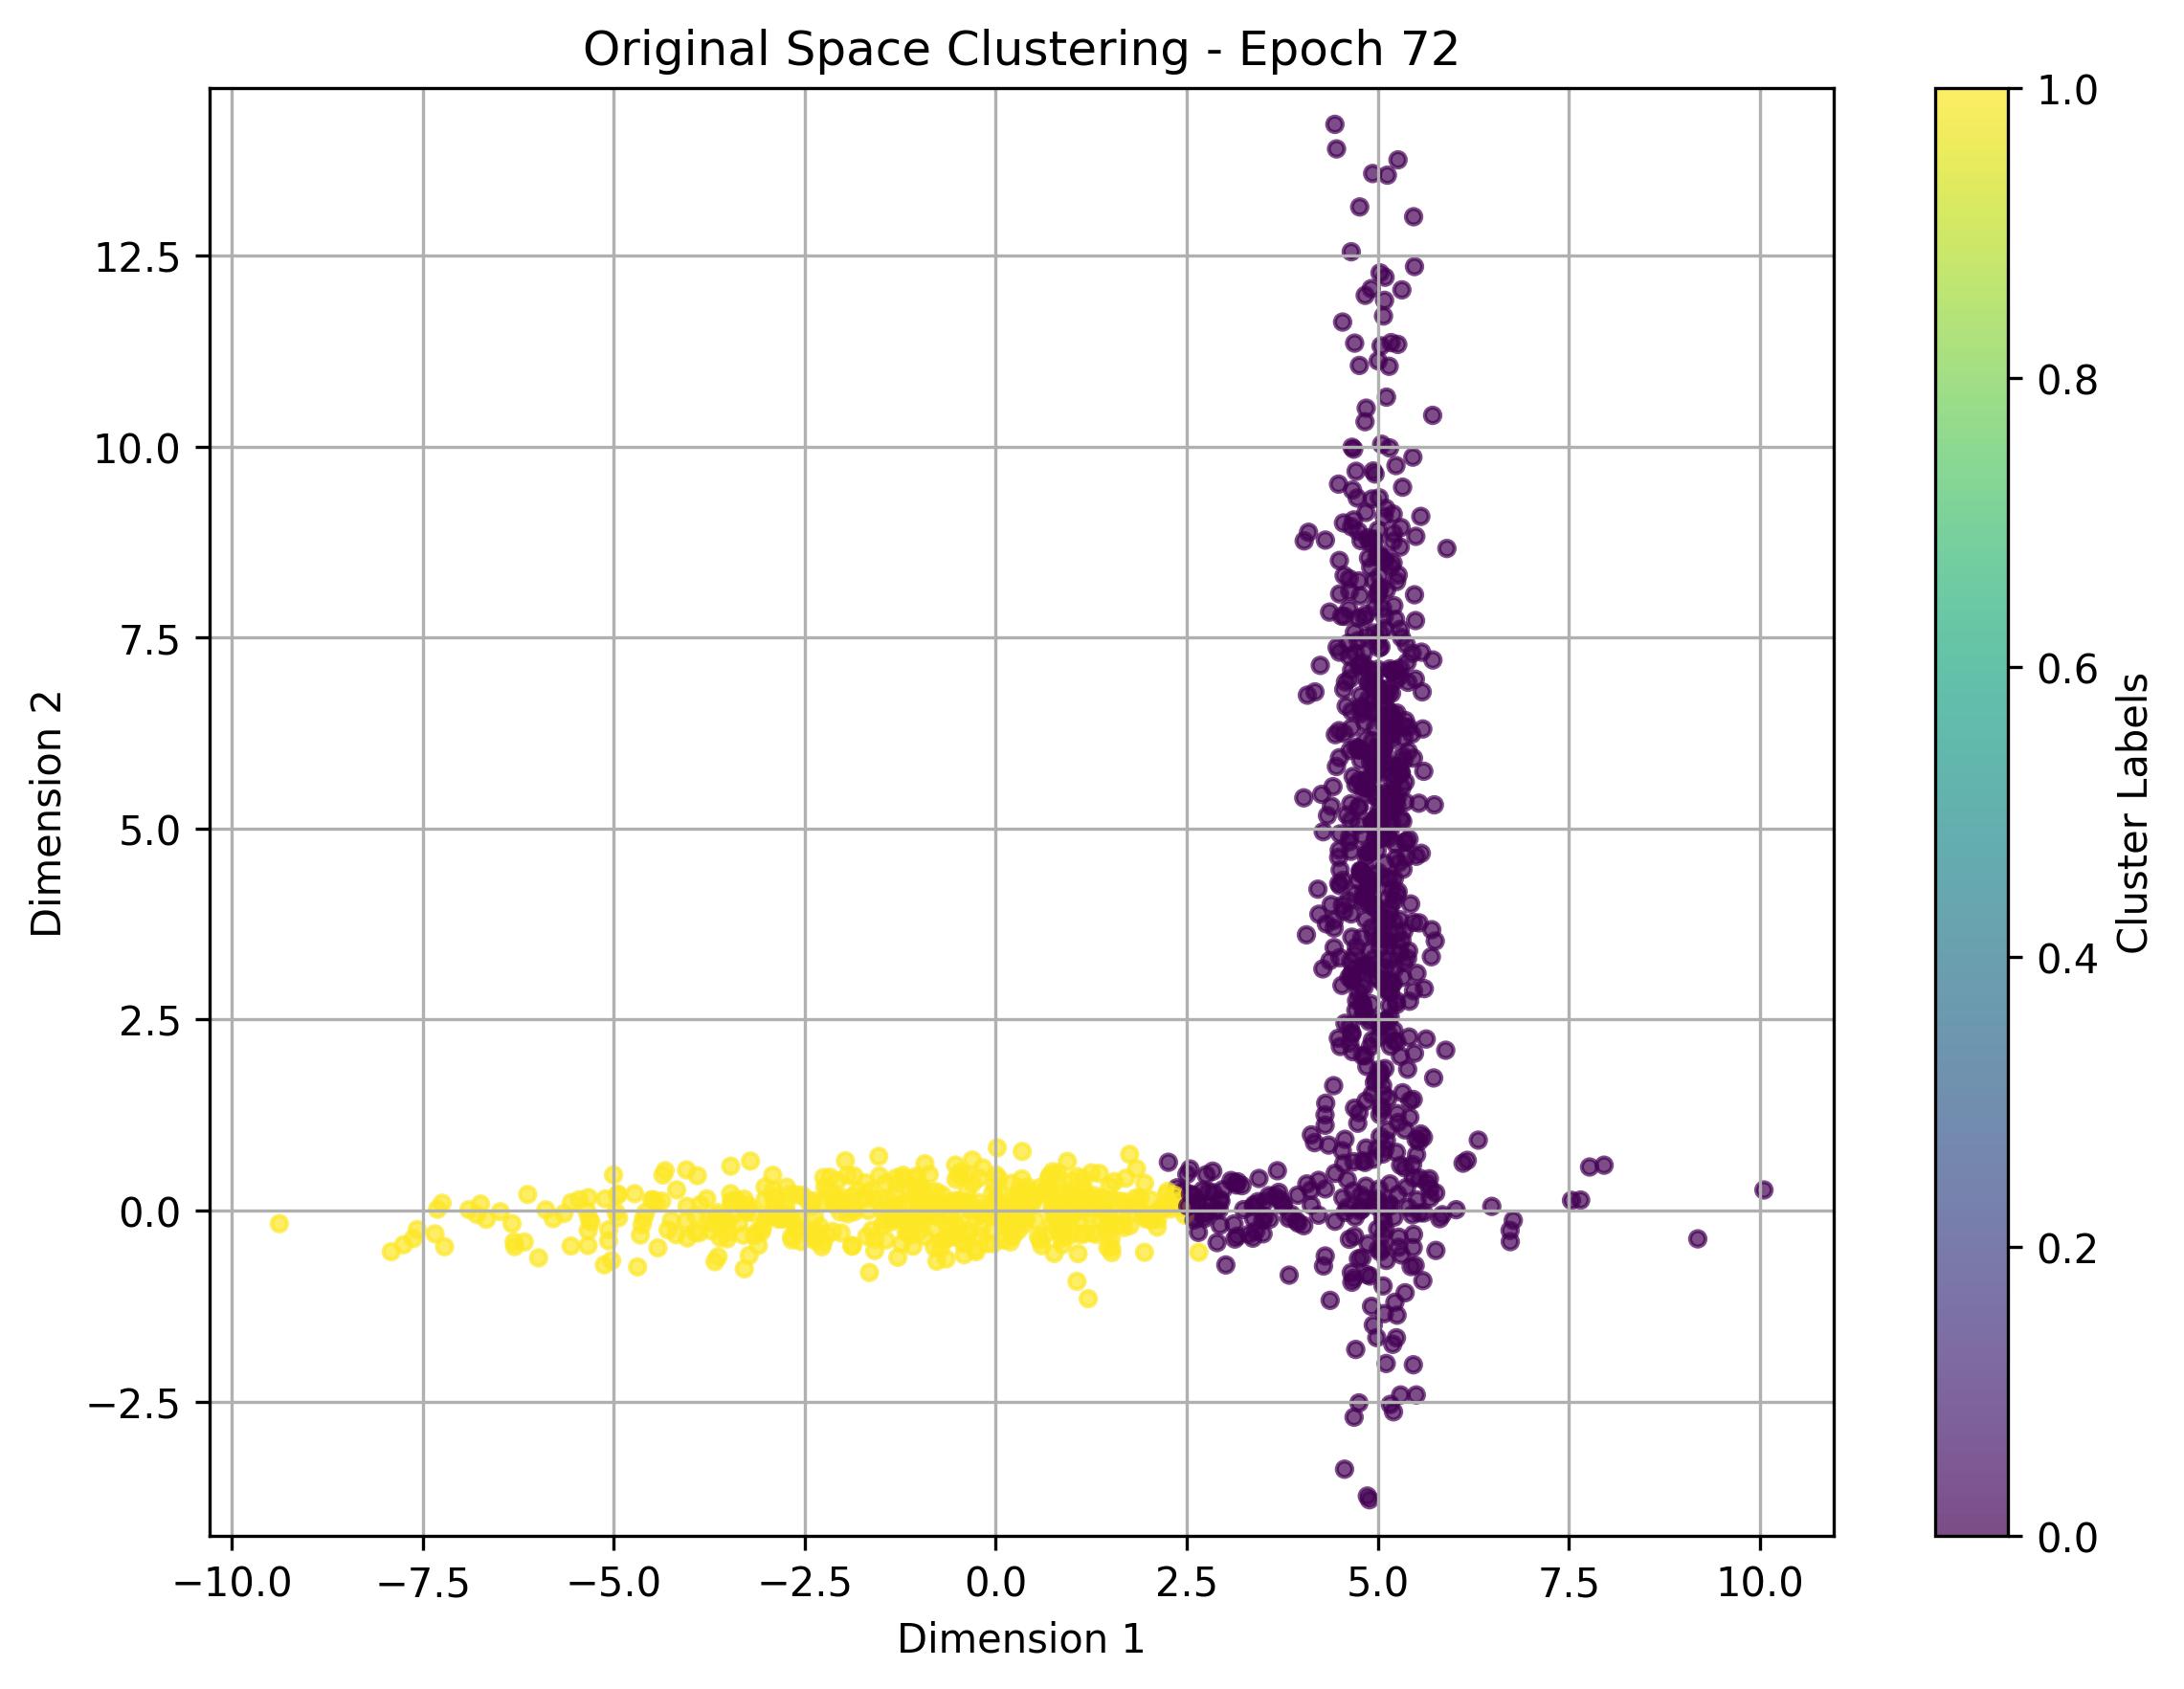 Original Space Clustering - Epoch 72
12.5
10.0
7.5
5.0
2.5
0.0
−2.5
Dimension 2
−10.0 −7.5 −5.0 −2.5 0.0 2.5 5.0 7.5 10.0
Dimension 1
1.0
0.8
0.6
0.4
0.2
0.0
Cluster Labels